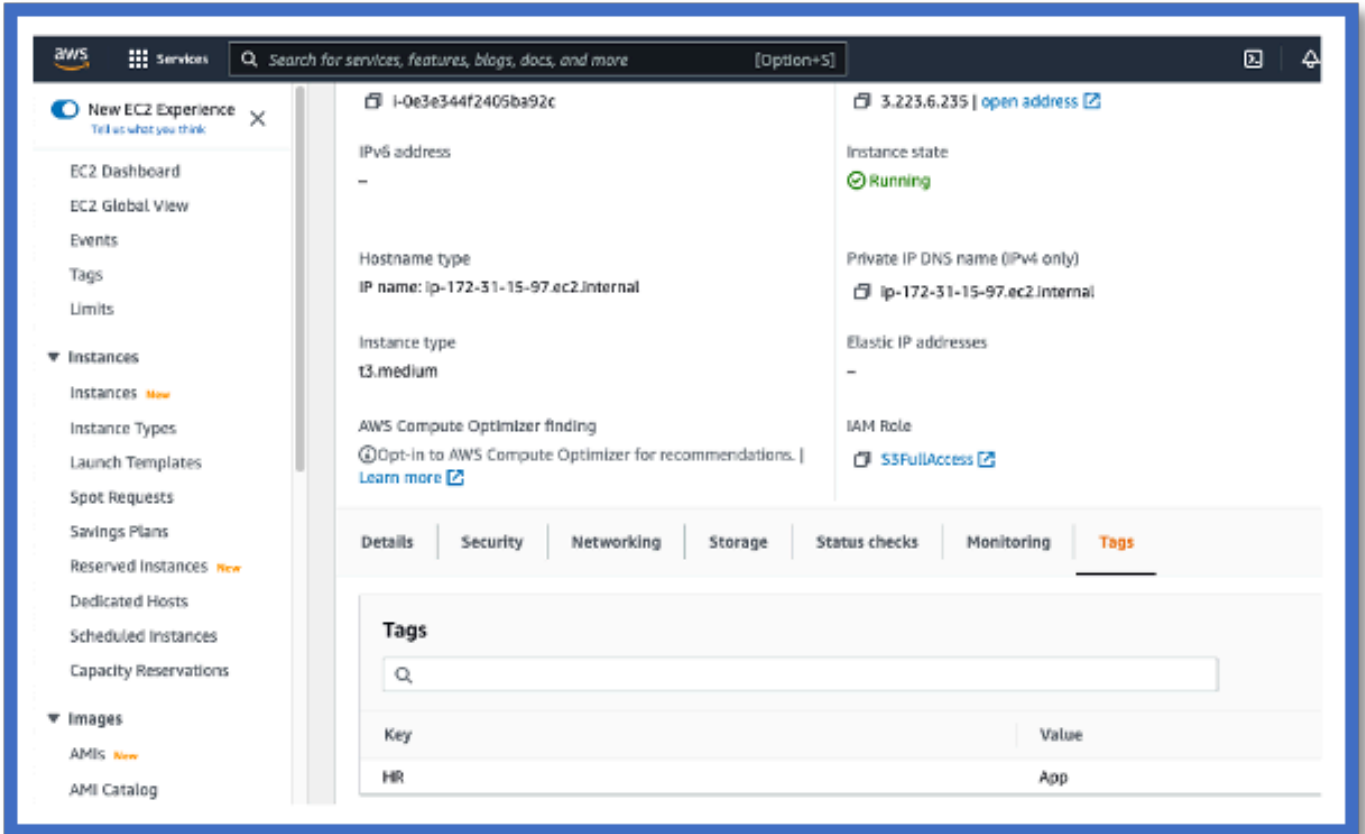 aws
Services
Search for services, features, blogs, docs, and more
[Option+S]
New EC2 Experience
Tell us what you think
EC2 Dashboard
EC2 Global View
Events
Tags
Limits
Instances
Instances New
Instance Types
Launch Templates
Spot Requests
Savings Plans
Reserved Instances New
Dedicated Hosts
Scheduled Instances
Capacity Reservations
Images
AMIs New
AMI Catalog
i-0e3e344f2405ba92c
3.223.6.235 | open address
IPv6 address
–
Instance state
Running
Hostname type
IP name: ip-172-31-15-97.ec2.internal
Private IP DNS name (IPv4 only)
ip-172-31-15-97.ec2.internal
Instance type
t3.medium
Elastic IP addresses
–
AWS Compute Optimizer finding
Opt-in to AWS Compute Optimizer for recommendations. |
Learn more
IAM Role
S3FullAccess
Details
Security
Networking
Storage
Status checks
Monitoring
Tags
Tags
Key
Value
HR
App